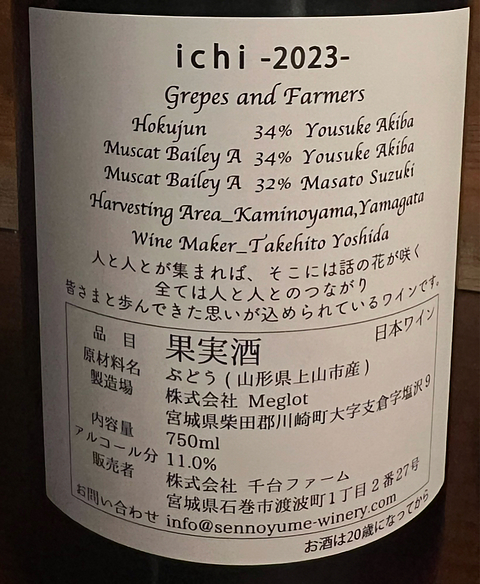 ichi -2023-
Grepes and Farmers
Hokujun 34% Yousuke Akiba
Muscat Bailey A 34% Yousuke Akiba
Muscat Bailey A 32% Masato Suzuki
Harvesting Area_Kaminoyama,Yamagata
Wine Maker_Takehito Yoshida
人と人とが集まれば、そこには話の花が咲く
全ては人と人とのつながり
皆さまと歩んできた思いが込められているワインです。
日本ワイン
品 目 果実酒
原材料名 ぶどう(山形県上山市産)
製造場 株式会社 Meglot
宮城県柴田郡川崎町大字支倉字塩沢9
内容量 750ml
アルコール分 11.0%
販売者 株式会社 千台ファーム
宮城県石巻市渡波町1丁目2番27号
お問い合わせ info@sennoyume-winery.com
お酒は20歳になってから